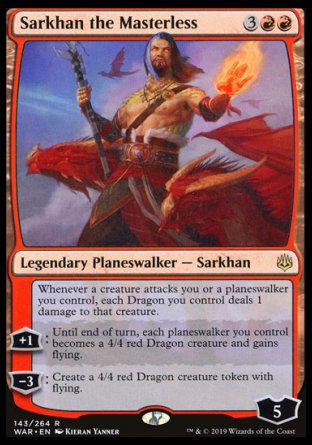 Sarkhan the Masterless 3
Legendary Planeswalker — Sarkhan
Whenever a creature attacks you or a planeswalker
you control, each Dragon you control deals 1
damage to that creature.
+1 : Until end of turn, each planeswalker you control
becomes a 4/4 red Dragon creature and gains
flying.
−3 : Create a 4/4 red Dragon creature token with
flying.
5
143/264 R
WAR • EN KIERAN YANNER
™ & © 2019 Wizards of the Coast